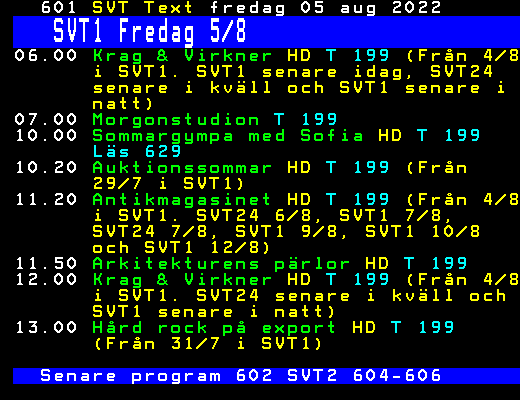 601 SVT Text fredag 05 aug 2022
SVT1 Fredag 5/8
06.00 Krag & Virkner HD T 199 (Från 4/8
i SVT1. SVT1 senare idag, SVT24
senare i kväll och SVT1 senare i
natt)
07.00 Morgonstudion T 199
10.00 Sommargympa med Sofia HD T 199
Läs 629
10.20 Auktionssommar HD T 199 (Från
29/7 i SVT1)
11.20 Antikmagasinet HD T 199 (Från 4/8
i SVT1. SVT24 6/8, SVT1 7/8,
SVT24 7/8, SVT1 9/8, SVT1 10/8
och SVT1 12/8)
11.50 Arkitekturens pärlor HD T 199
12.00 Krag & Virkner HD T 199 (Från 4/8
i SVT1. SVT24 senare i kväll och
SVT1 senare i natt)
13.00 Hård rock på export HD T 199
(Från 31/7 i SVT1)
Senare program 602 SVT2 604-606